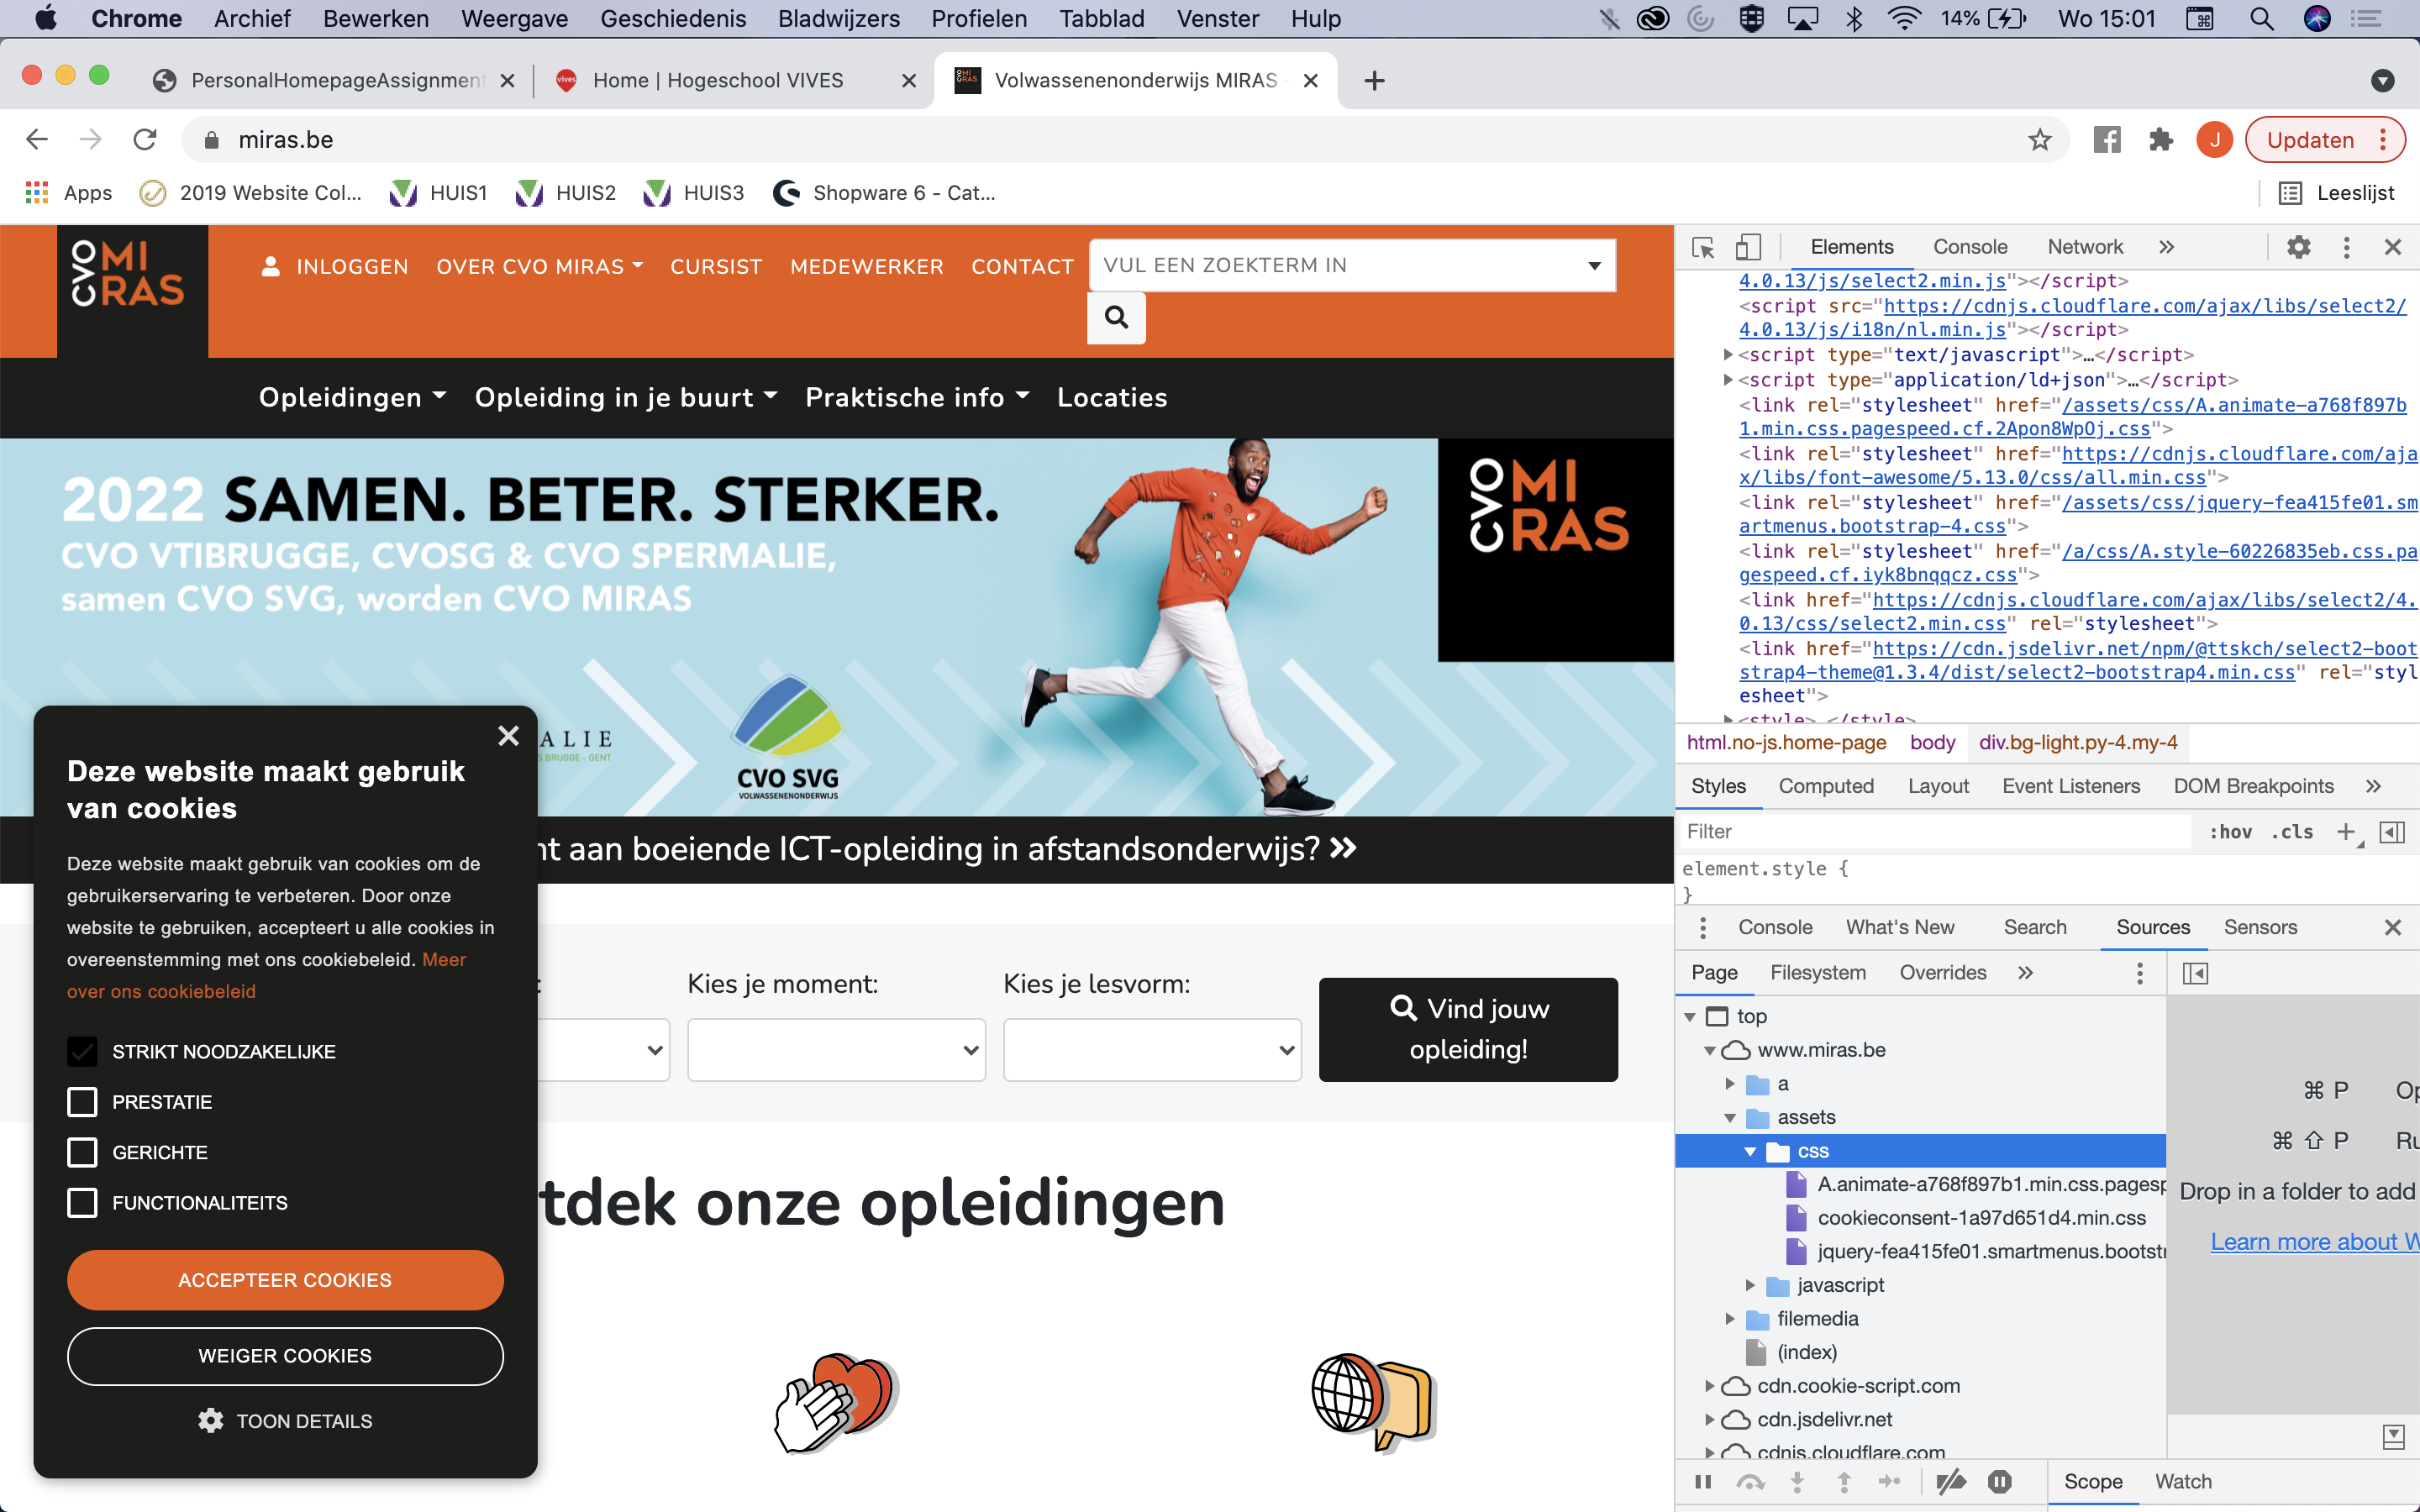 Chrome Archief Bewerken Weergave Geschiedenis Bladwijzers Profielen Tabblad Venster Hulp 14% Wo 15:01
PersonalHomepageAssignment Home | Hogeschool VIVES Volwassenenonderwijs MIRAS -
miras.be J Updaten
Apps 2019 Website Col... HUIS1 HUIS2 HUIS3 Shopware 6 - Cat... Leeslijst
CVO MI
RAS
INLOGGEN OVER CVO MIRAS CURSIST MEDEWERKER CONTACT VUL EEN ZOEKTERM IN
Opleidingen Opleiding in je buurt Praktische info Locaties
2022 SAMEN. BETER. STERKER.
CVO VTIBRUGGE, CVOSG & CVO SPERMALIE,
samen CVO SVG, worden CVO MIRAS
CVO MI
RAS
ALIE
S BRUGGE - GENT
CVO SVG
VOLWASSENENONDERWIJS
nt aan boeiende ICT-opleiding in afstandsonderwijs?
Deze website maakt gebruik
van cookies
Deze website maakt gebruik van cookies om de
gebruikerservaring te verbeteren. Door onze
website te gebruiken, accepteert u alle cookies in
overeenstemming met ons cookiebeleid. Meer
over ons cookiebeleid
STRIKT NOODZAKELIJKE
PRESTATIE
GERICHTE
FUNCTIONALITEITS
ACCEPTEER COOKIES
WEIGER COOKIES
TOON DETAILS
: Kies je moment: Kies je lesvorm:
Vind jouw
opleiding!
tdek onze opleidingen
Elements Console Network »
4.0.13/js/select2.min.js"></script>
<script src="https://cdnjs.cloudflare.com/ajax/libs/select2/
4.0.13/js/i18n/nl.min.js"></script>
<script type="text/javascript">…</script>
<script type="application/ld+json">…</script>
<link rel="stylesheet" href="/assets/css/A.animate-a768f897b
1.min.css.pagespeed.cf.2Apon8WpOj.css">
<link rel="stylesheet" href="https://cdnjs.cloudflare.com/aja
x/libs/font-awesome/5.13.0/css/all.min.css">
<link rel="stylesheet" href="/assets/css/jquery-fea415fe01.sm
artmenus.bootstrap-4.css">
<link rel="stylesheet" href="/a/css/A.style-60226835eb.css.pa
gespeed.cf.iyk8bnqqcz.css">
<link href="https://cdnjs.cloudflare.com/ajax/libs/select2/4.
0.13/css/select2.min.css" rel="stylesheet">
<link href="https://cdn.jsdelivr.net/npm/@ttskch/select2-boot
strap4-theme@1.3.4/dist/select2-bootstrap4.min.css" rel="styl
esheet">
<style>…</style>
html.no-js.home-page body div.bg-light.py-4.my-4
Styles Computed Layout Event Listeners DOM Breakpoints »
Filter :hov .cls +
element.style {
}
Console What's New Search Sources Sensors
Page Filesystem Overrides »
top
www.miras.be
a
assets
css
A.animate-a768f897b1.min.css.pagesp
cookieconsent-1a97d651d4.min.css
jquery-fea415fe01.smartmenus.bootstr
javascript
filemedia
(index)
cdn.cookie-script.com
cdn.jsdelivr.net
cdnjs.cloudflare.com
⌘ P Op
⌘ ⇧ P Ru
Drop in a folder to add
Learn more about W
Scope Watch